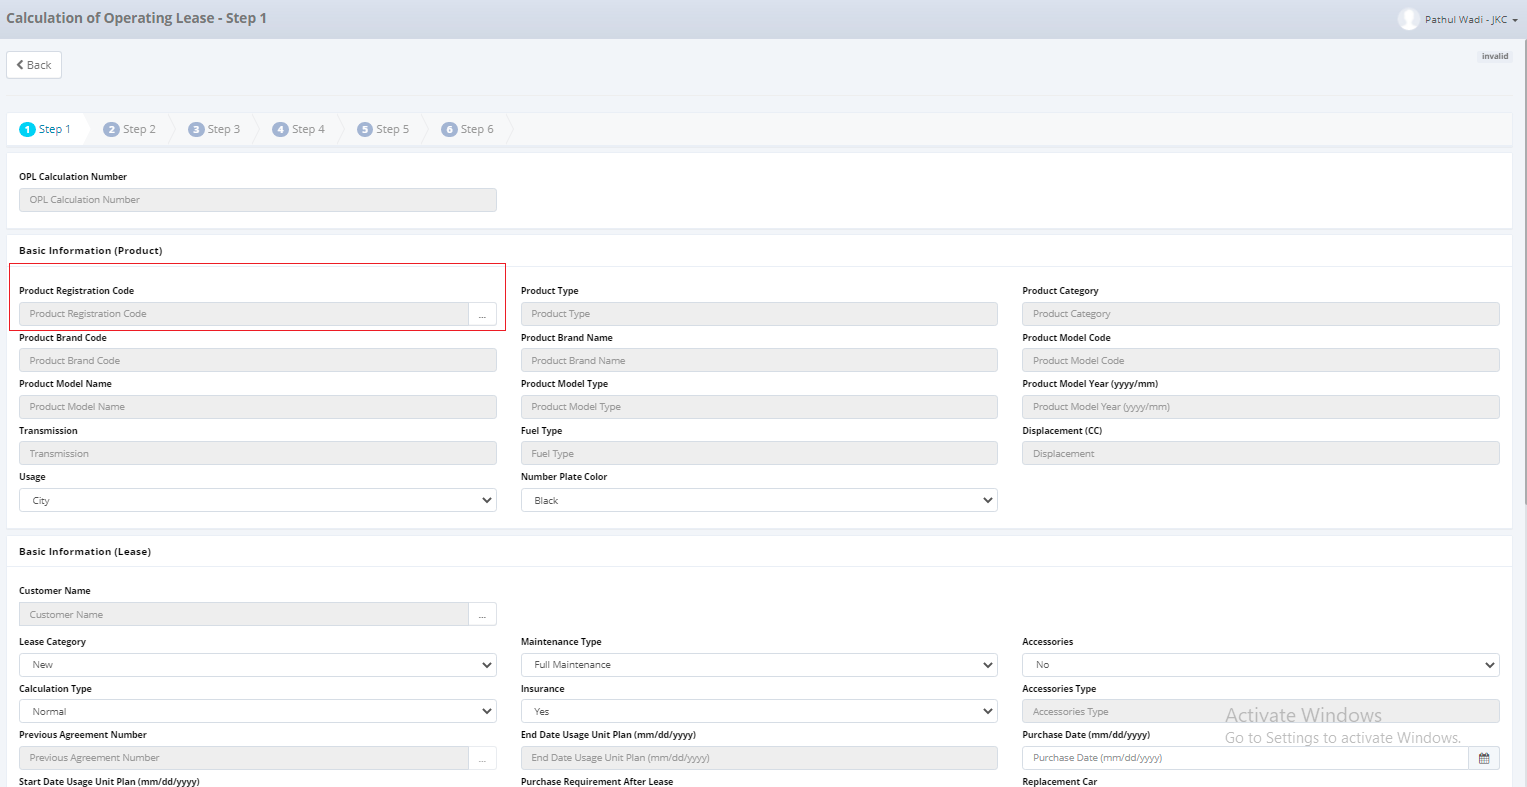 Calculation of Operating Lease - Step 1
Pathul Wadi - JKC
Back
invalid
1 Step 1 2 Step 2 3 Step 3 4 Step 4 5 Step 5 6 Step 6
OPL Calculation Number
OPL Calculation Number
Basic Information (Product)
Product Registration Code Product Type Product Category
Product Registration Code ... Product Type Product Category
Product Brand Code Product Brand Name Product Model Code
Product Brand Code Product Brand Name Product Model Code
Product Model Name Product Model Type Product Model Year (yyyy/mm)
Product Model Name Product Model Type Product Model Year (yyyy/mm)
Transmission Fuel Type Displacement (CC)
Transmission Fuel Type Displacement
Usage Number Plate Color
City Black
Basic Information (Lease)
Customer Name
Customer Name ...
Lease Category Maintenance Type Accessories
New Full Maintenance No
Calculation Type Insurance Accessories Type
Normal Yes Accessories Type
Activate Windows
Previous Agreement Number End Date Usage Unit Plan (mm/dd/yyyy) Purchase Date (mm/dd/yyyy)
Go to Settings to activate Windows.
Previous Agreement Number ... End Date Usage Unit Plan (mm/dd/yyyy) Purchase Date (mm/dd/yyyy)
Start Date Usage Unit Plan (mm/dd/yyyy) Purchase Requirement After Lease Replacement Car